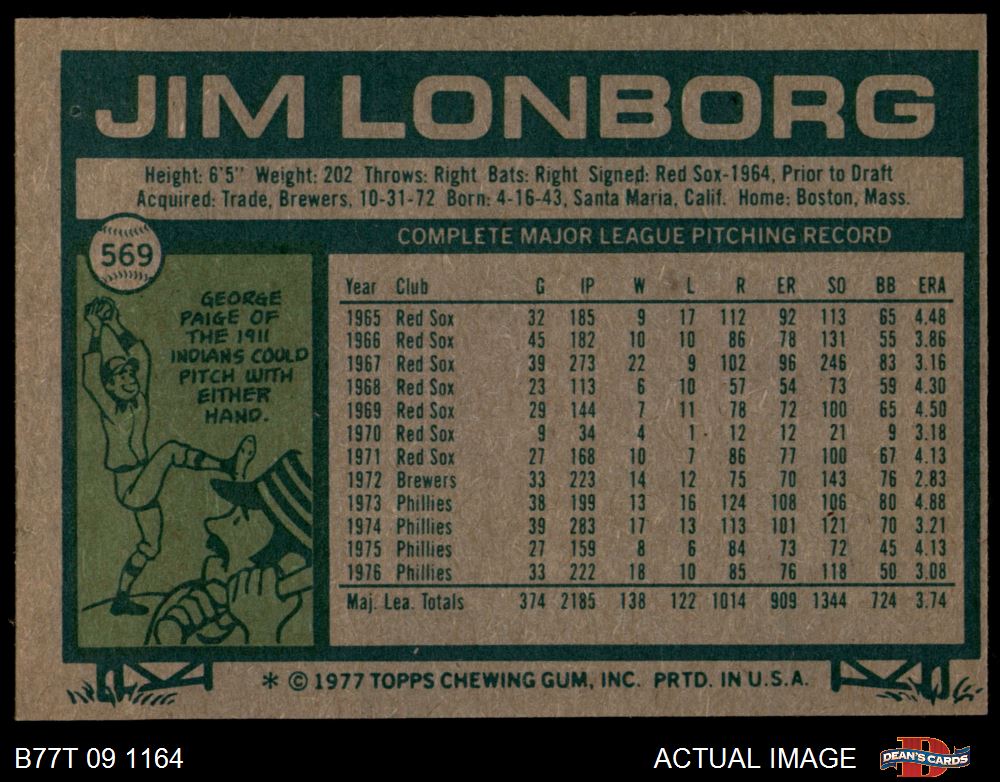 JIM LONBORG
Height: 6'5" Weight: 202 Throws: Right Bats: Right Signed: Red Sox-1964, Prior to Draft
Acquired: Trade, Brewers, 10-31-72 Born: 4-16-43, Santa Maria, Calif. Home: Boston, Mass.
569
GEORGE
PAIGE OF
THE 1911
INDIANS COULD
PITCH WITH
EITHER
HAND.
COMPLETE MAJOR LEAGUE PITCHING RECORD
Year Club G IP W L R ER SO BB ERA
1965 Red Sox 32 185 9 17 112 92 113 65 4.48
1966 Red Sox 45 182 10 10 86 78 131 55 3.86
1967 Red Sox 39 273 22 9 102 96 246 83 3.16
1968 Red Sox 23 113 6 10 57 54 73 59 4.30
1969 Red Sox 29 144 7 11 78 72 100 65 4.50
1970 Red Sox 9 34 4 1 12 12 21 9 3.18
1971 Red Sox 27 168 10 7 86 77 100 67 4.13
1972 Brewers 33 223 14 12 75 70 143 76 2.83
1973 Phillies 38 199 13 16 124 108 106 80 4.88
1974 Phillies 39 283 17 13 113 101 121 70 3.21
1975 Phillies 27 159 8 6 84 73 72 45 4.13
1976 Phillies 33 222 18 10 85 76 118 50 3.08
Maj. Lea. Totals 374 2185 138 122 1014 909 1344 724 3.74
* © 1977 TOPPS CHEWING GUM, INC. PRTD. IN U.S.A.
B77T 09 1164
ACTUAL IMAGE
D
DEAN'S CARDS